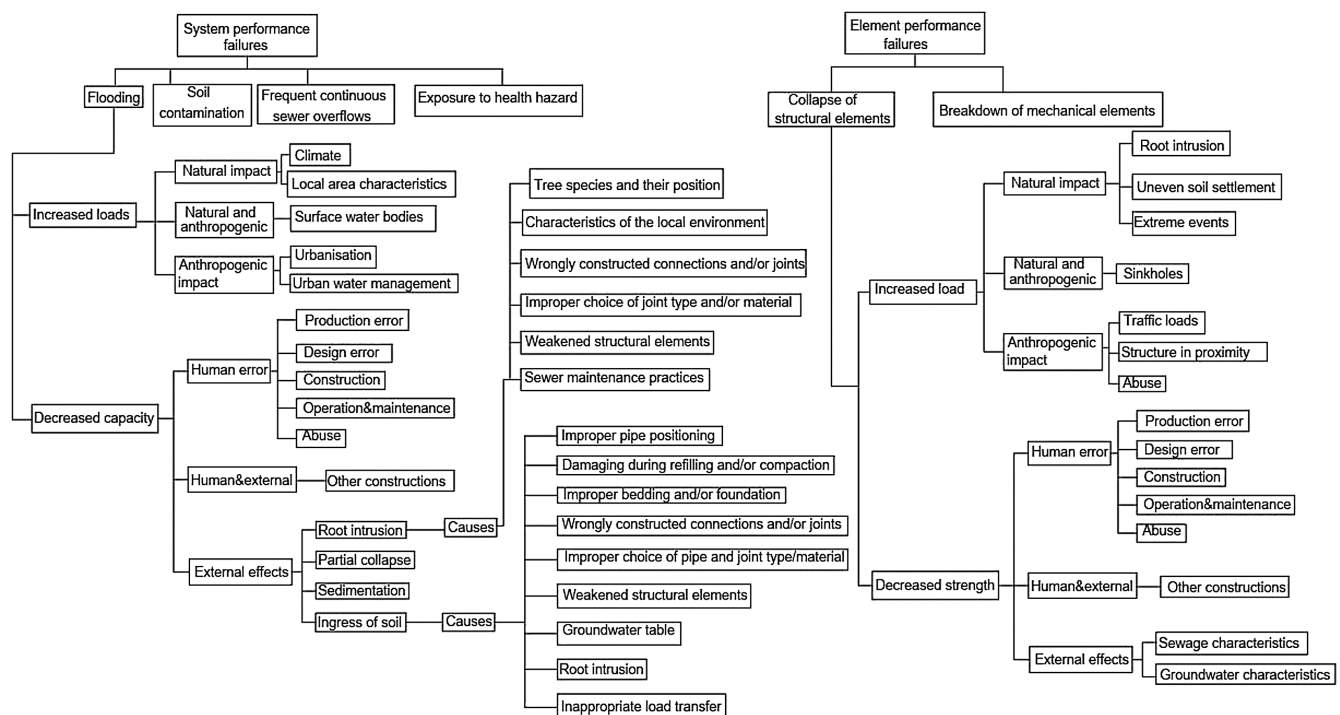 System performance
failures
Flooding
Soil
contamination
Frequent continuous
sewer overflows
Exposure to health hazard
Increased loads
Natural impact
Climate
Local area characteristics
Natural and
anthropogenic
Surface water bodies
Anthropogenic
impact
Urbanisation
Urban water management
Decreased capacity
Human error
Production error
Design error
Construction
Operation&maintenance
Abuse
Human&external
Other constructions
External effects
Root intrusion
Partial collapse
Sedimentation
Ingress of soil
Causes
Tree species and their position
Characteristics of the local environment
Wrongly constructed connections and/or joints
Improper choice of joint type and/or material
Weakened structural elements
Sewer maintenance practices
Causes
Improper pipe positioning
Damaging during refilling and/or compaction
Improper bedding and/or foundation
Wrongly constructed connections and/or joints
Improper choice of pipe and joint type/material
Weakened structural elements
Groundwater table
Root intrusion
Inappropriate load transfer
Element performance
failures
Collapse of
structural elements
Breakdown of mechanical elements
Increased load
Natural impact
Root intrusion
Uneven soil settlement
Extreme events
Natural and
anthropogenic
Sinkholes
Anthropogenic
impact
Traffic loads
Structure in proximity
Abuse
Decreased strength
Human error
Production error
Design error
Construction
Operation&maintenance
Abuse
Human&external
Other constructions
External effects
Sewage characteristics
Groundwater characteristics